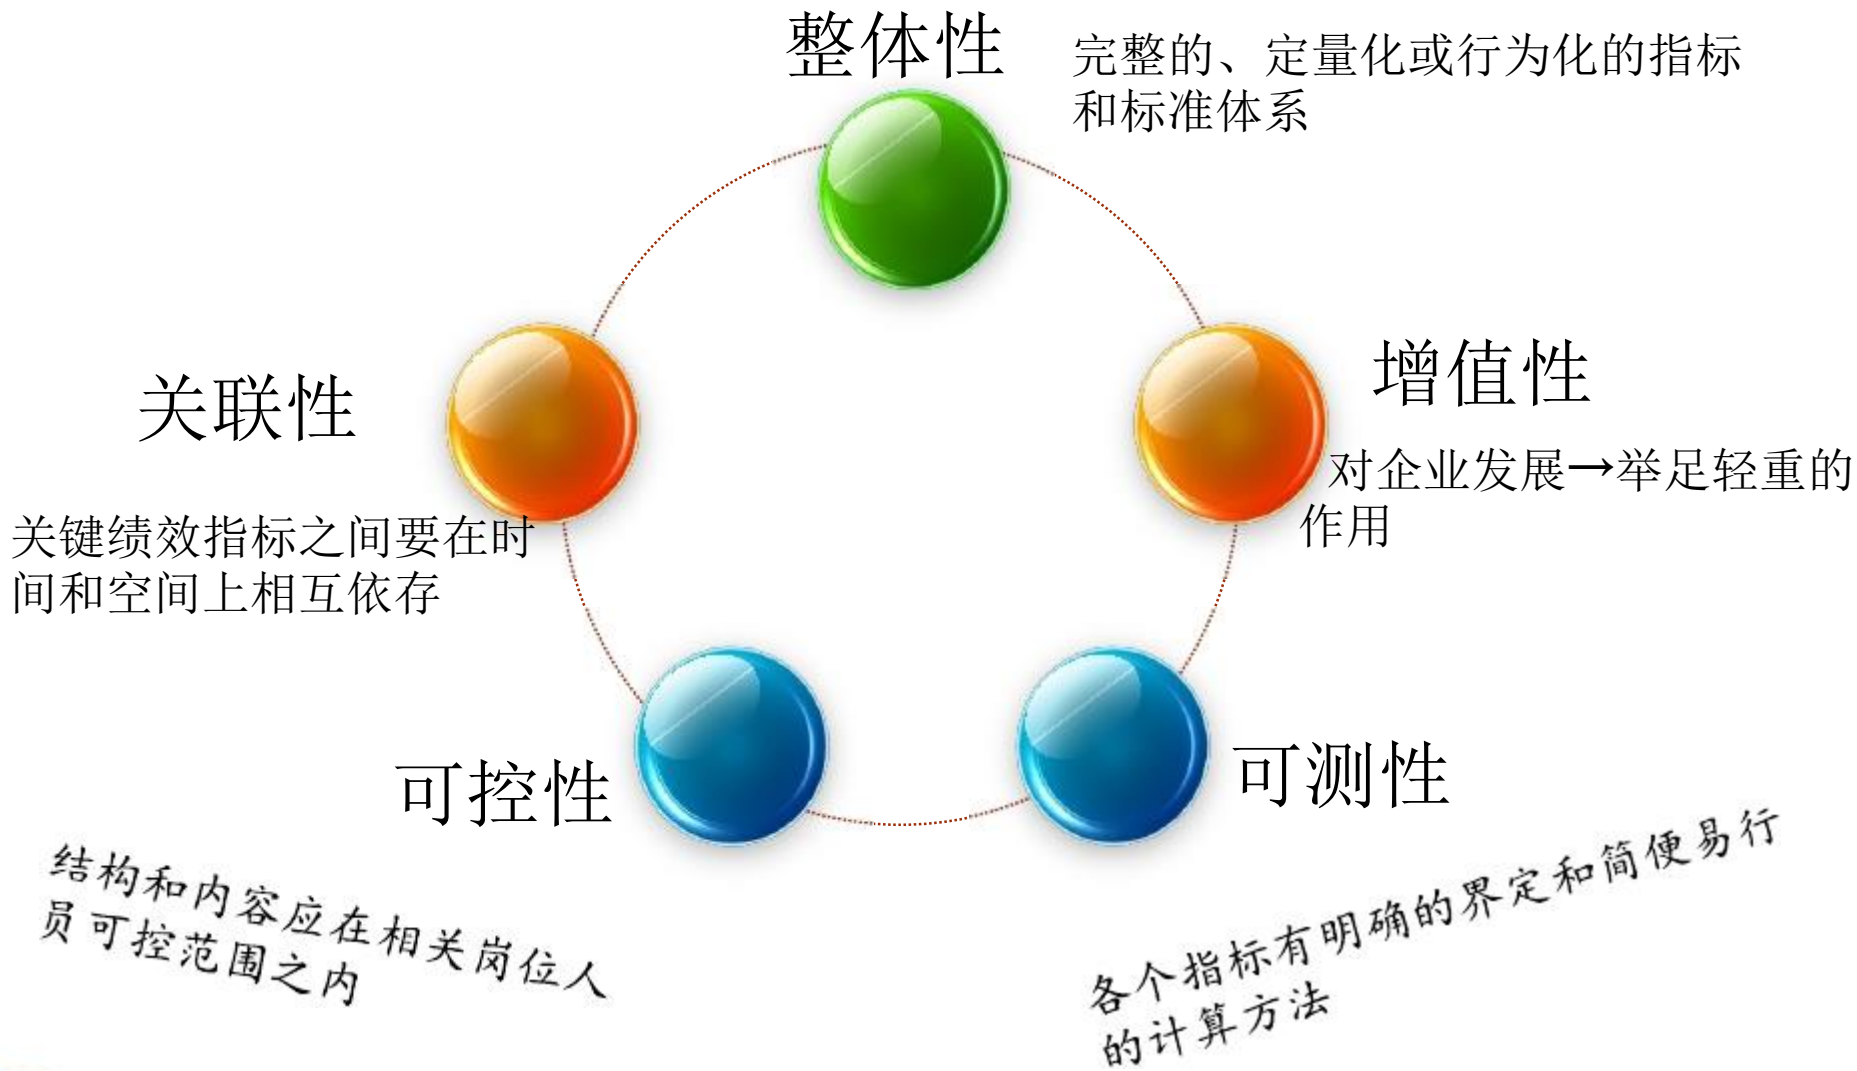 整体性
完整的、定量化或行为化的指标
和标准体系
增值性
对企业发展→举足轻重的
作用
关联性
关键绩效指标之间要在时
间和空间上相互依存
可控性
结构和内容应在相关岗位人
员可控范围之内
可测性
各个指标有明确的界定和简便易行
的计算方法